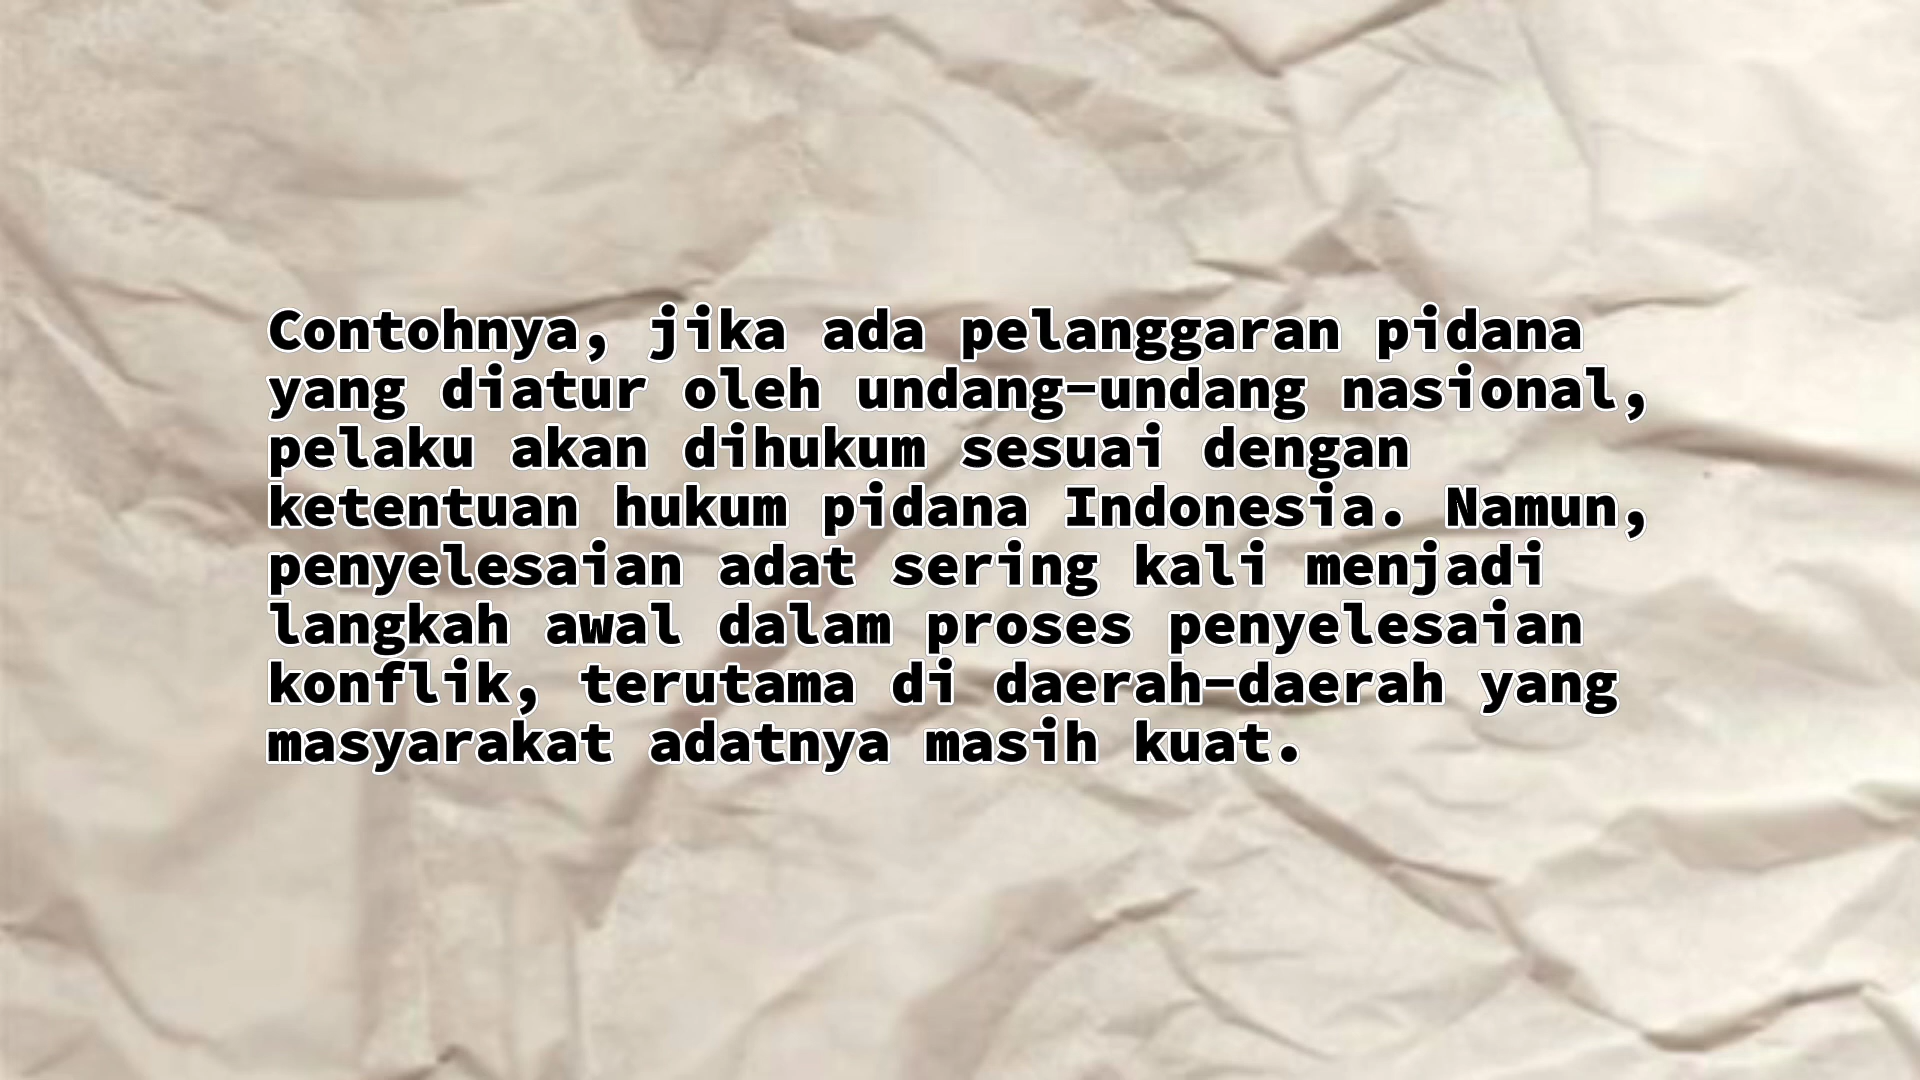 Contohnya, jika ada pelanggaran pidana
yang diatur oleh undang-undang nasional,
pelaku akan dihukum sesuai dengan
ketentuan hukum pidana Indonesia. Namun,
penyelesaian adat sering kali menjadi
langkah awal dalam proses penyelesaian
konflik, terutama di daerah-daerah yang
masyarakat adatnya masih kuat.